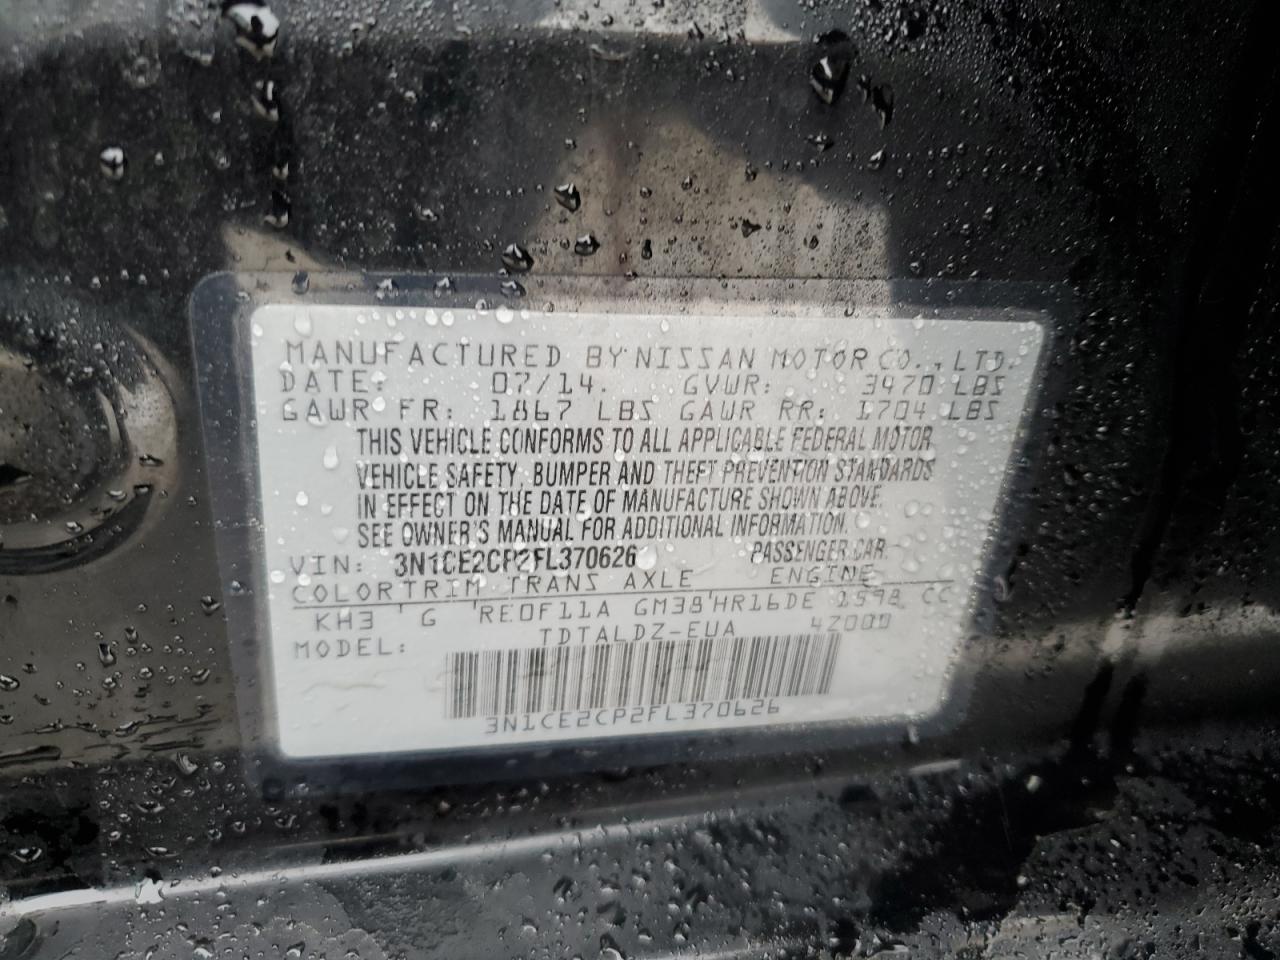 MANUFACTURED BY NISSAN MOTOR CO., LTD.
DATE: 07/14. GVWR: 3470 LBS
GAWR FR: 1867 LBS GAWR RR: 1704 LBS
THIS VEHICLE CONFORMS TO ALL APPLICABLE FEDERAL MOTOR
VEHICLE SAFETY, BUMPER AND THEFT PREVENTION STANDARDS
IN EFFECT ON THE DATE OF MANUFACTURE SHOWN ABOVE.
SEE OWNER'S MANUAL FOR ADDITIONAL INFORMATION.
VIN: 3N1CE2CP2FL370626 PASSENGER CAR
COLOR TRIM TRANS AXLE ENGINE
KH3 G RE0F11A GM38 HR16DE 1598 CC
MODEL: TDTALDZ-EUA 4Z000
3N1CE2CP2FL370626